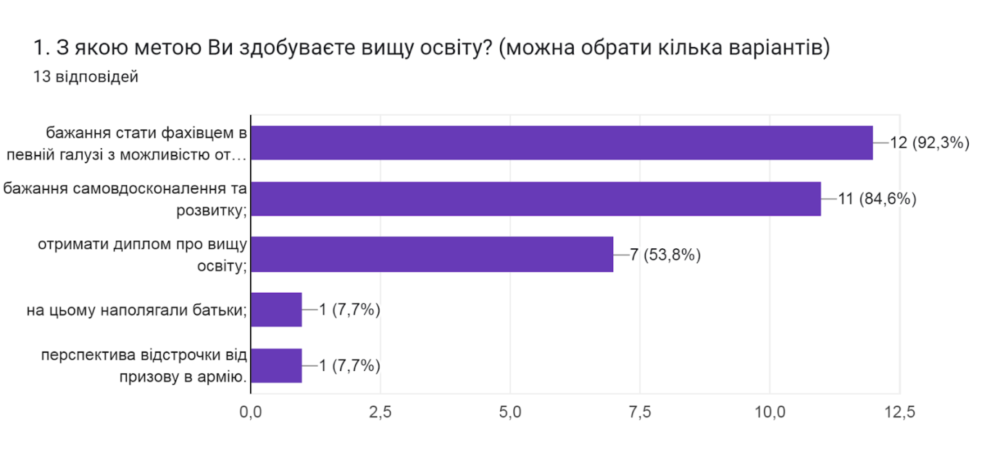 1. З якою метою Ви здобуваєте вищу освіту? (можна обрати кілька варіантів)
13 відповідей
бажання стати фахівцем в
певній галузі з можливістю от…
12 (92,3%)
бажання самовдосконалення та
розвитку;
11 (84,6%)
отримати диплом про вищу
освіту;
7 (53,8%)
на цьому наполягали батьки;
1 (7,7%)
перспектива відстрочки від
призову в армію.
1 (7,7%)
0,0 2,5 5,0 7,5 10,0 12,5